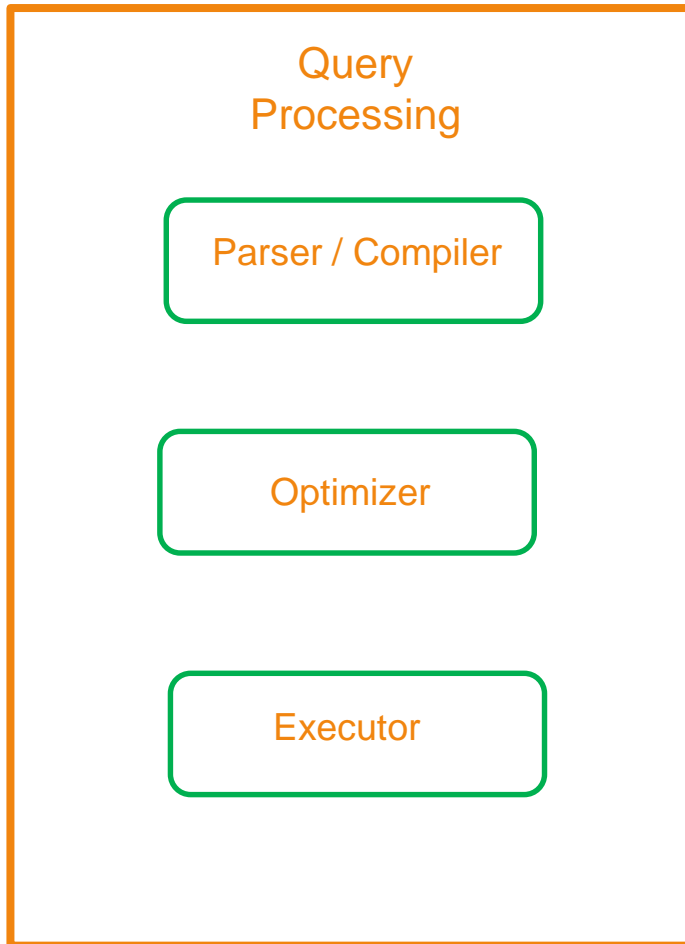 Query
Processing
Parser / Compiler
Optimizer
Executor